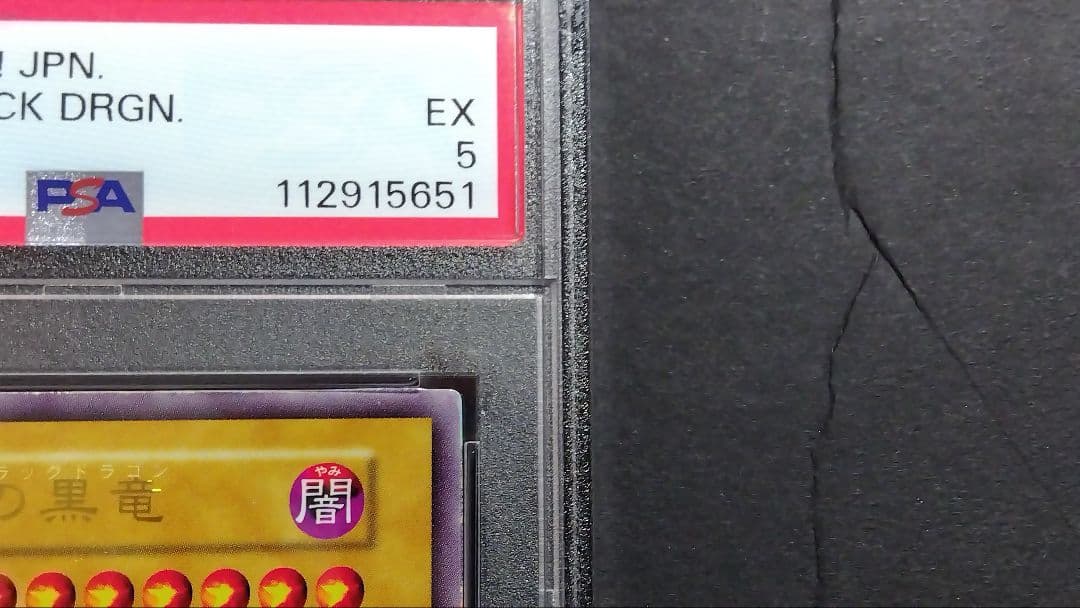 ! JPN.
CK DRGN.
EX
5
PSA
112915651
ラックドラゴン
の黒竜
やみ
闇